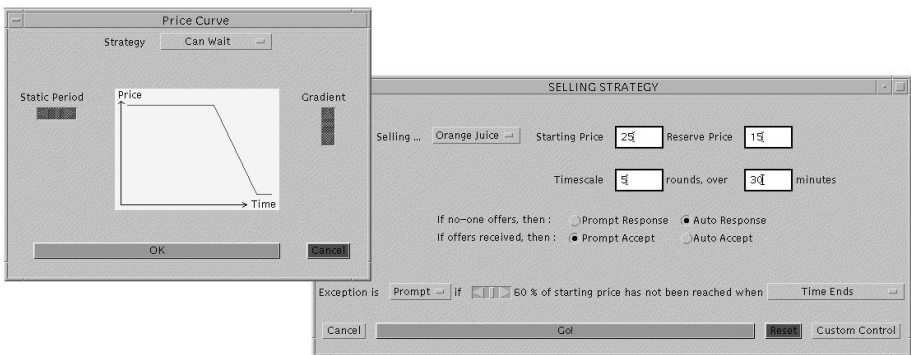 Price Curve
Strategy Can Wait
Static Period
Price
Gradient
Time
OK Cancel
SELLING STRATEGY
Selling ... Orange Juice Starting Price 25 Reserve Price 15
Timescale 5 rounds, over 30 minutes
If no-one offers, then : Prompt Response Auto Response
If offers received, then : Prompt Accept Auto Accept
Exception is Prompt if 60 % of starting price has not been reached when Time Ends
Cancel Go! Reset Custom Control